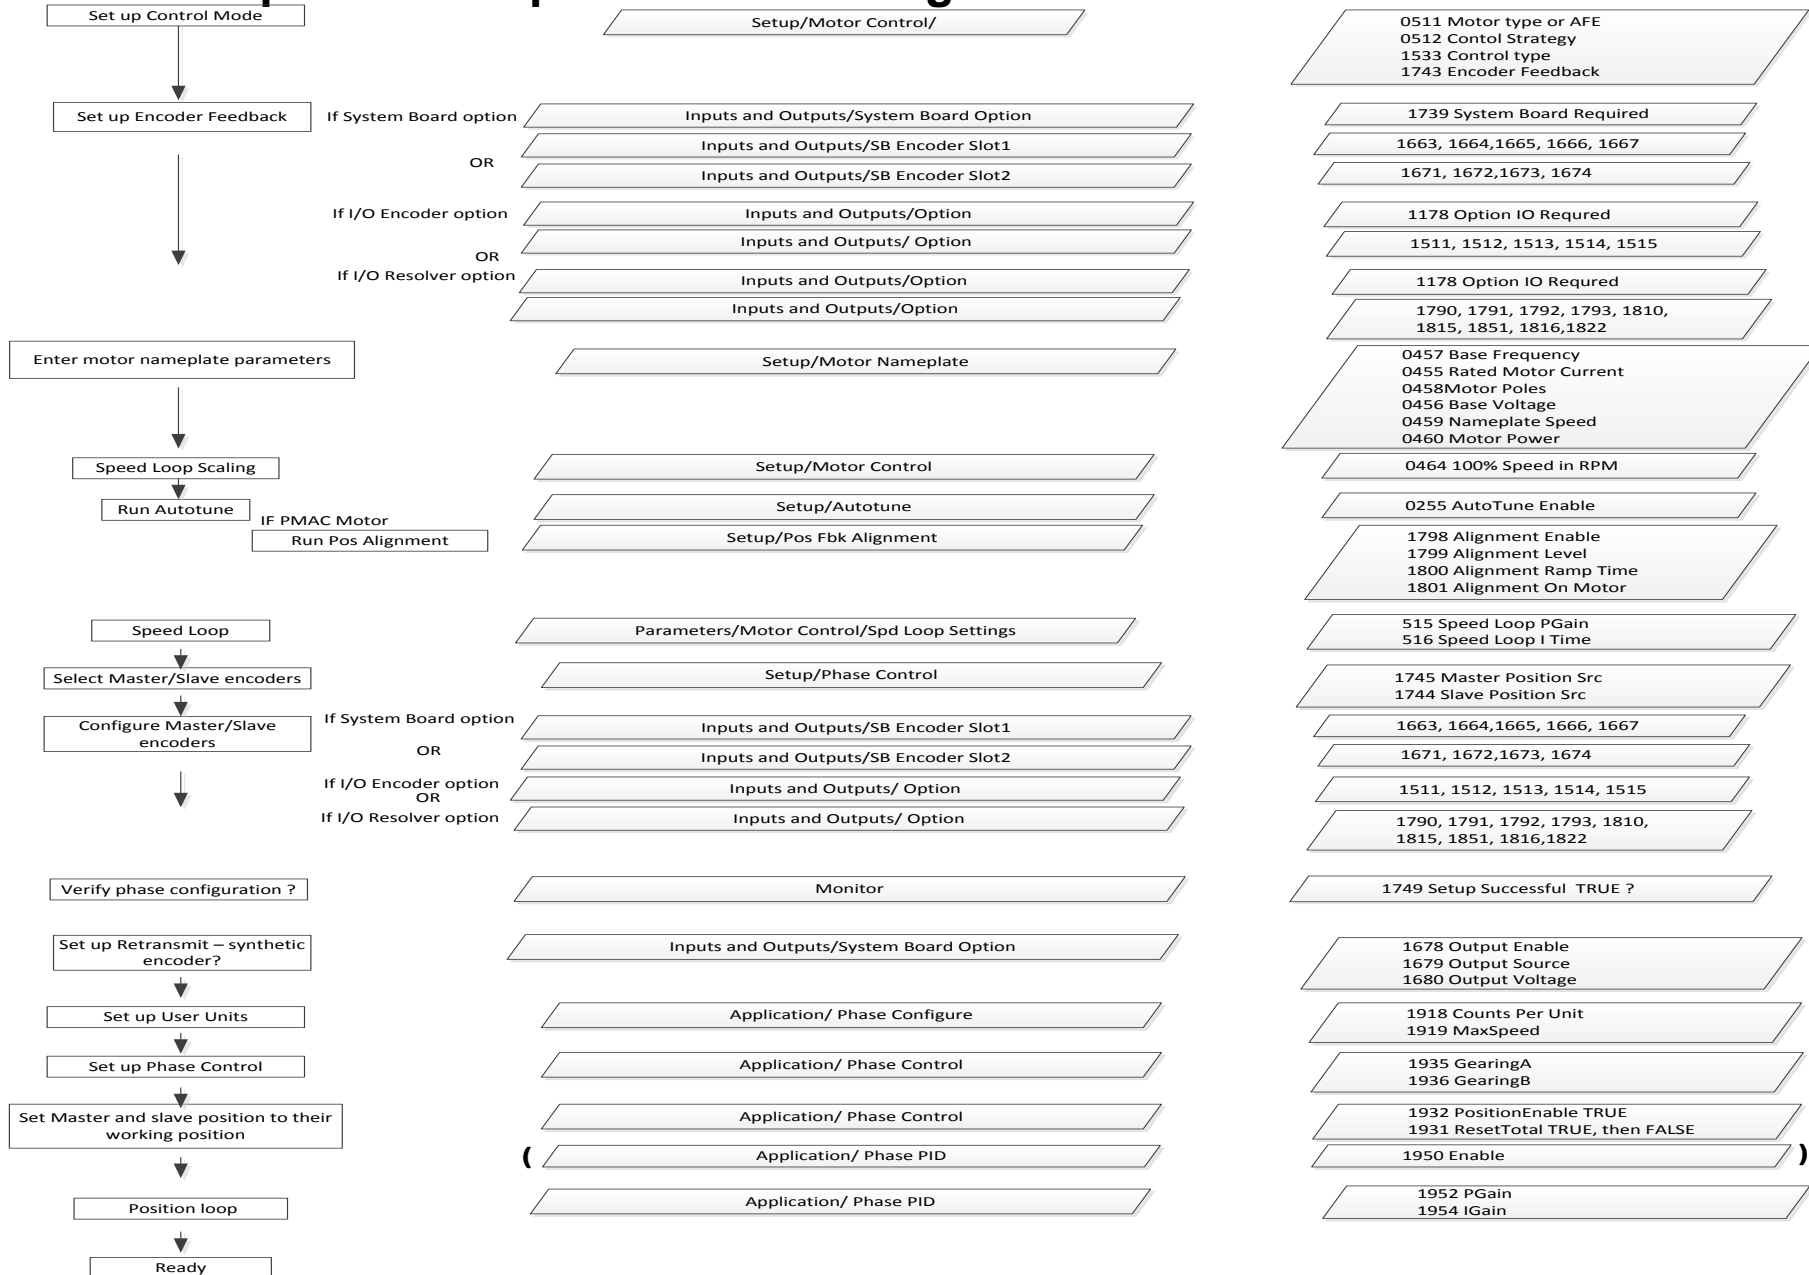 Set up Control Mode
Setup/Motor Control/
0511 Motor type or AFE
0512 Contol Strategy
1533 Control type
1743 Encoder Feedback
Set up Encoder Feedback
If System Board option
Inputs and Outputs/System Board Option
1739 System Board Required
Inputs and Outputs/SB Encoder Slot1
1663, 1664,1665, 1666, 1667
OR
Inputs and Outputs/SB Encoder Slot2
1671, 1672,1673, 1674
If I/O Encoder option
Inputs and Outputs/Option
1178 Option IO Requred
Inputs and Outputs/ Option
1511, 1512, 1513, 1514, 1515
OR
If I/O Resolver option
Inputs and Outputs/Option
1178 Option IO Requred
Inputs and Outputs/Option
1790, 1791, 1792, 1793, 1810,
1815, 1851, 1816,1822
Enter motor nameplate parameters
Setup/Motor Nameplate
0457 Base Frequency
0455 Rated Motor Current
0458Motor Poles
0456 Base Voltage
0459 Nameplate Speed
0460 Motor Power
Speed Loop Scaling
Setup/Motor Control
0464 100% Speed in RPM
Run Autotune
Setup/Autotune
0255 AutoTune Enable
IF PMAC Motor
Run Pos Alignment
Setup/Pos Fbk Alignment
1798 Alignment Enable
1799 Alignment Level
1800 Alignment Ramp Time
1801 Alignment On Motor
Speed Loop
Parameters/Motor Control/Spd Loop Settings
515 Speed Loop PGain
516 Speed Loop I Time
Select Master/Slave encoders
Setup/Phase Control
1745 Master Position Src
1744 Slave Position Src
Configure Master/Slave
encoders
If System Board option
Inputs and Outputs/SB Encoder Slot1
1663, 1664,1665, 1666, 1667
OR
Inputs and Outputs/SB Encoder Slot2
1671, 1672,1673, 1674
If I/O Encoder option
Inputs and Outputs/ Option
1511, 1512, 1513, 1514, 1515
OR
If I/O Resolver option
Inputs and Outputs/ Option
1790, 1791, 1792, 1793, 1810,
1815, 1851, 1816,1822
Verify phase configuration ?
Monitor
1749 Setup Successful  TRUE ?
Set up Retransmit – synthetic
encoder?
Inputs and Outputs/System Board Option
1678 Output Enable
1679 Output Source
1680 Output Voltage
Set up User Units
Application/ Phase Configure
1918 Counts Per Unit
1919 MaxSpeed
Set up Phase Control
Application/ Phase Control
1935 GearingA
1936 GearingB
Set Master and slave position to their
working position
Application/ Phase Control
1932 PositionEnable TRUE
1931 ResetTotal TRUE, then FALSE
( Application/ Phase PID
1950 Enable )
Position loop
Application/ Phase PID
1952 PGain
1954 IGain
Ready